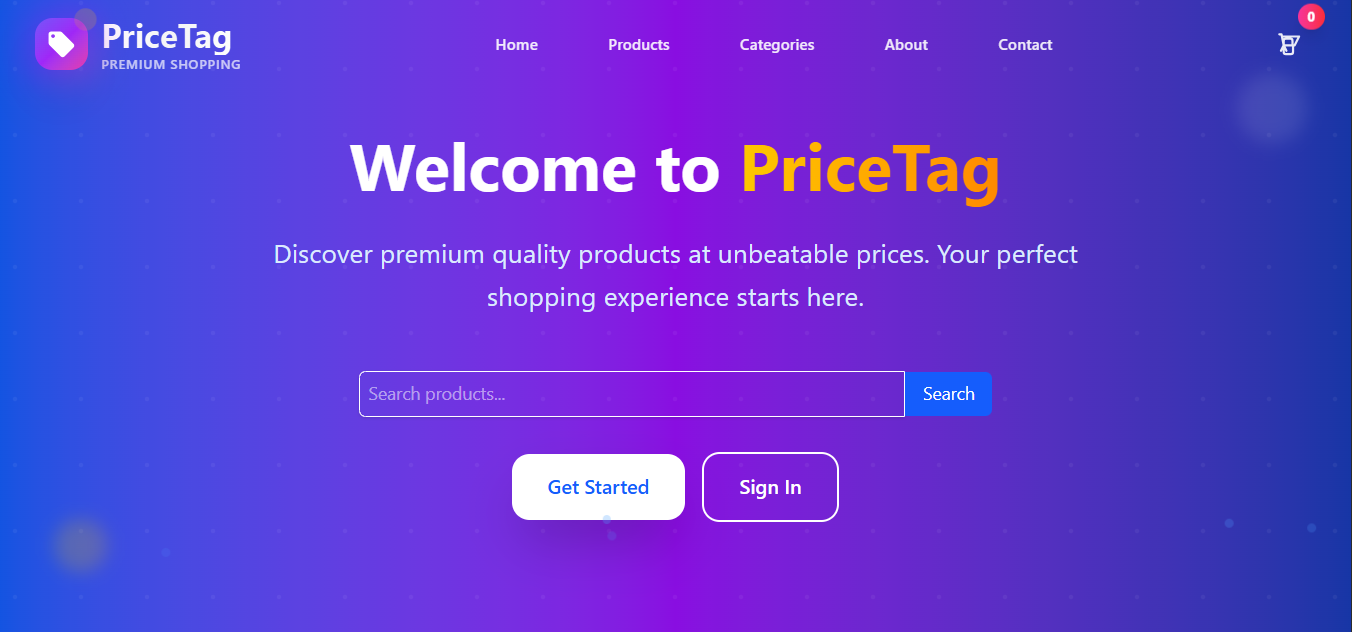 PriceTag
PREMIUM SHOPPING
Home
Products
Categories
About
Contact
0
Welcome to PriceTag
Discover premium quality products at unbeatable prices. Your perfect
shopping experience starts here.
Search products...
Search
Get Started
Sign In